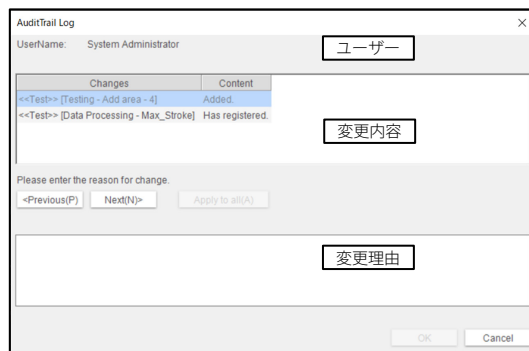 AuditTrail Log ×
UserName: System Administrator ユーザー
Changes Content
<<Test>> [Testing - Add area - 4] Added.
<<Test>> [Data Processing - Max_Stroke] Has registered.
変更内容
Please enter the reason for change.
<Previous(P) Next(N)> Apply to all(A)
変更理由
OK Cancel